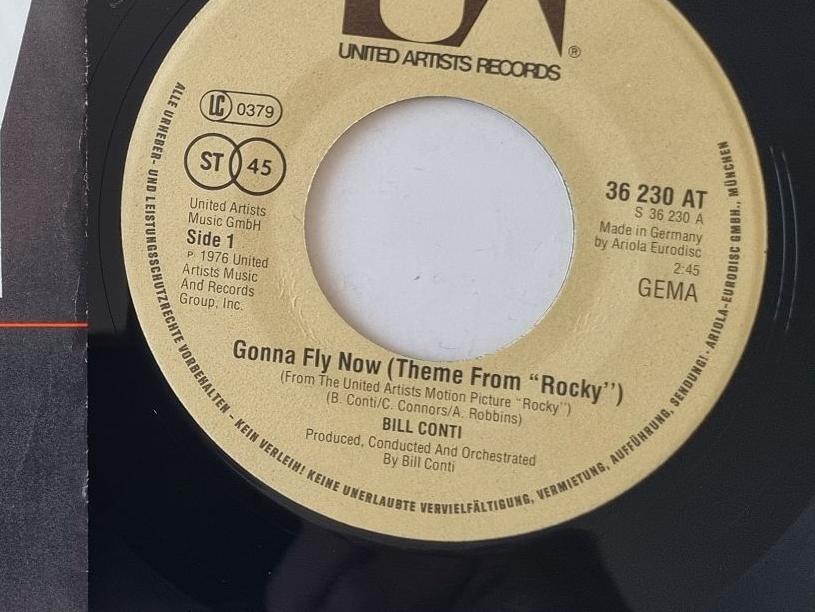 UNITED ARTISTS RECORDS ®
LC 0379
ST 45
United Artists
Music GmbH
Side 1
P 1976 United
Artists Music
And Records
Group, Inc.
36 230 AT
S 36 230 A
Made in Germany
by Ariola Eurodisc
2:45
GEMA
Gonna Fly Now (Theme From “Rocky”)
(From The United Artists Motion Picture “Rocky”)
(B. Conti/C. Connors/A. Robbins)
BILL CONTI
Produced, Conducted And Orchestrated
By Bill Conti
ALLE URHEBER- UND LEISTUNGSSCHUTZRECHTE VORBEHALTEN - KEIN VERLEIH! KEINE UNERLAUBTE VERVIELFÄLTIGUNG, VERMIETUNG, AUFFÜHRUNG, SENDUNG! · ARIOLA-EURODISC GMBH., MÜNCHEN